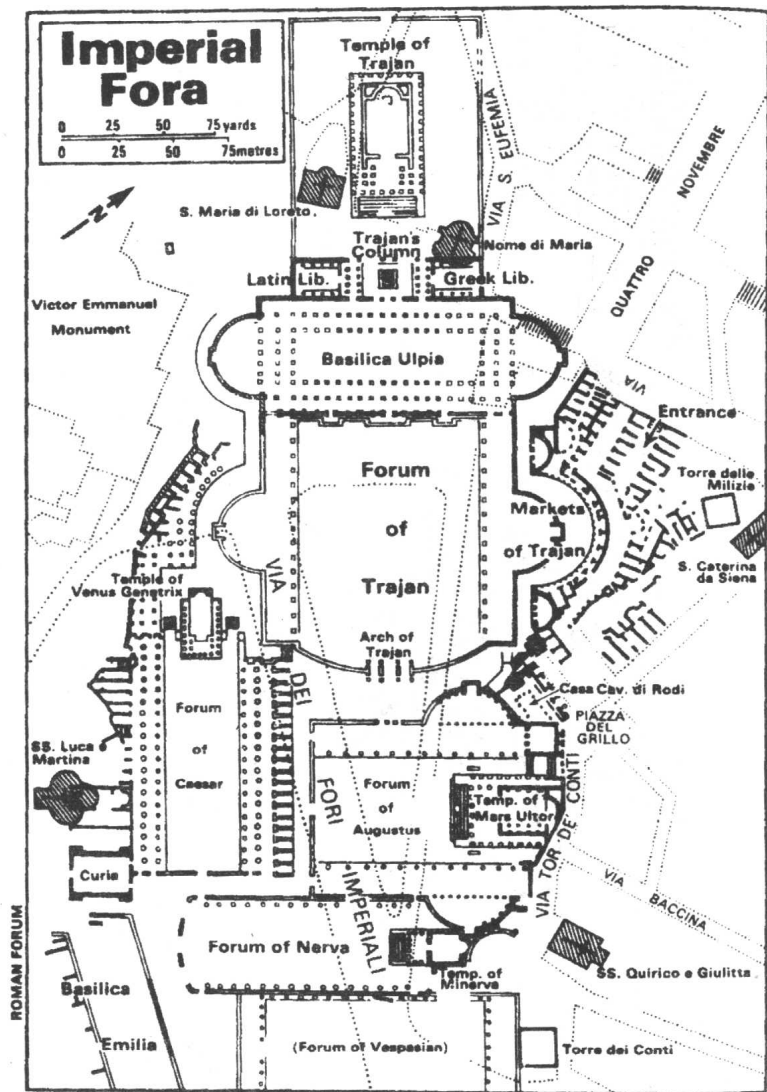 Imperial
Fora
0 25 50 75 yards
0 25 50 75 metres
N
Temple of
Trajan
VIA S. EUFEMIA
NOVEMBRE
QUATTRO
VIA
S. Maria di Loreto.
Trajan's
Column
Nome di Maria
Latin Lib.
Greek Lib.
Victor Emmanuel
Monument
Basilica Ulpia
Entrance
Forum
of
Trajan
Torre delle
Milizie
Markets
of Trajan
S. Caterina
da Siena
VIA
DEI
FORI
IMPERIALI
Temple of
Venus Genetrix
Arch of
Trajan
Casa Cav. di Rodi
PIAZZA
DEL
GRILLO
Forum
of
Caesar
SS. Luca
Martina
Forum
of
Augustus
Temp. of
Mars Ultor
VIA TOR DE CONTI
VIA BACCINA
Curia
Forum of Nerva
Temp. of
Minerva
SS. Quirico e Giulitta
ROMAN FORUM
Basilica
Emilia
(Forum of Vespasian)
Torre dei Conti